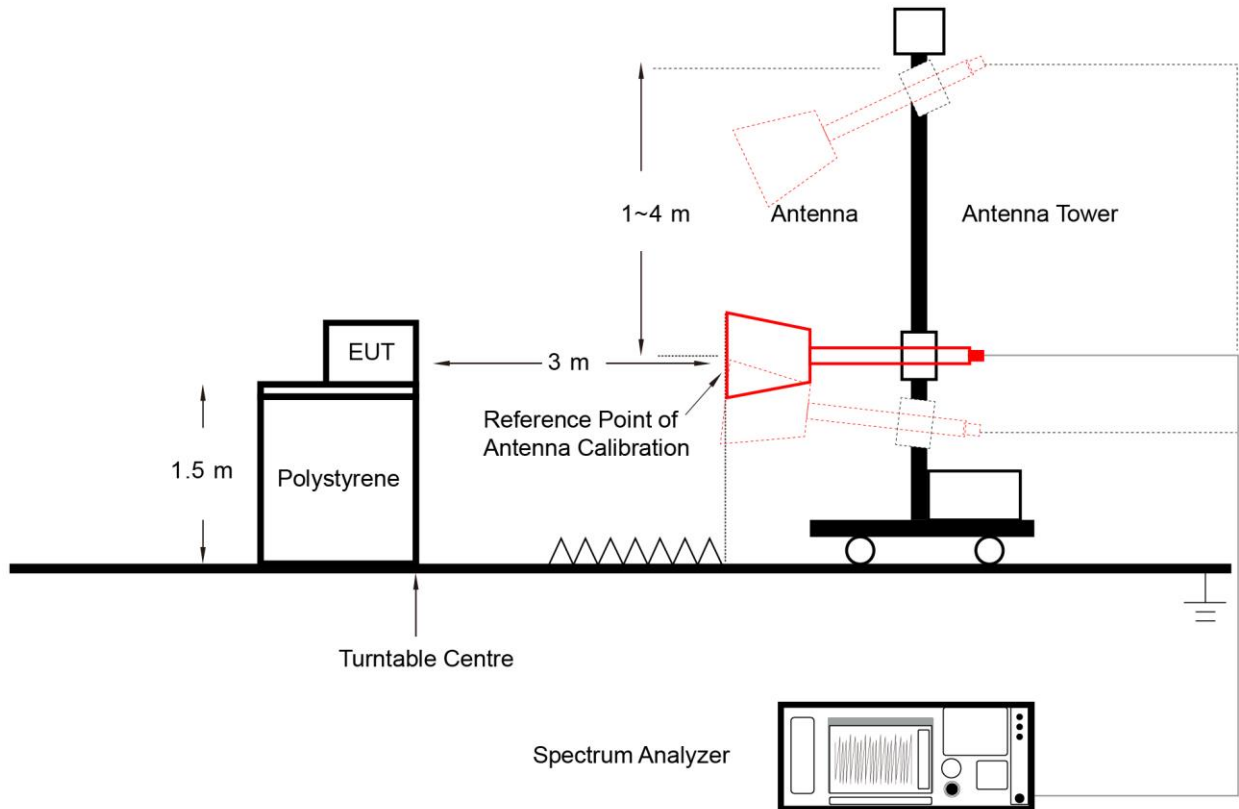 1~4 m
Antenna
Antenna Tower
EUT
3 m
Reference Point of
Antenna Calibration
1.5 m
Polystyrene
Turntable Centre
Spectrum Analyzer